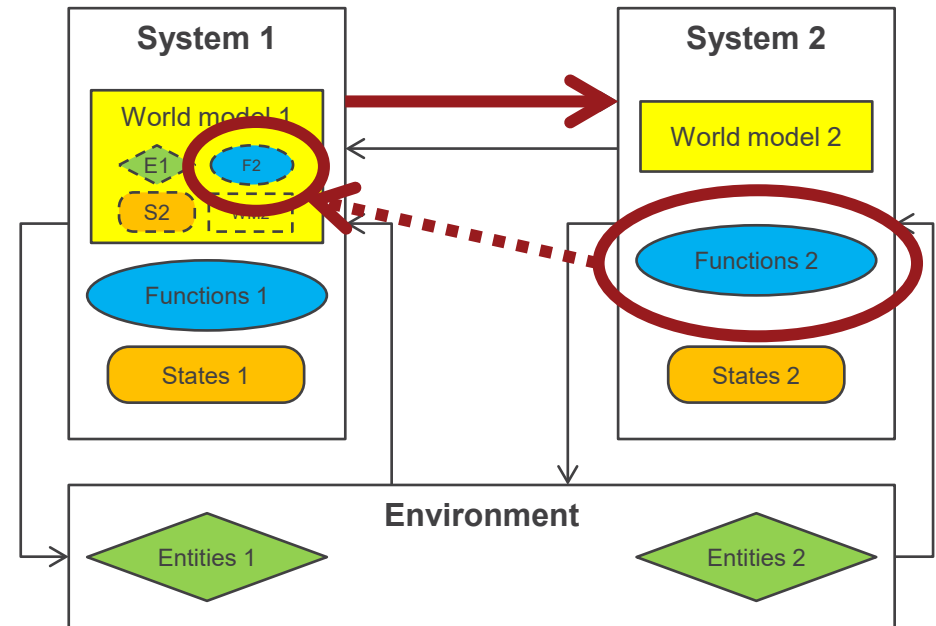 System 1
World model 1
E1
F2
S2
WM2
Functions 1
States 1
System 2
World model 2
Functions 2
States 2
Environment
Entities 1
Entities 2